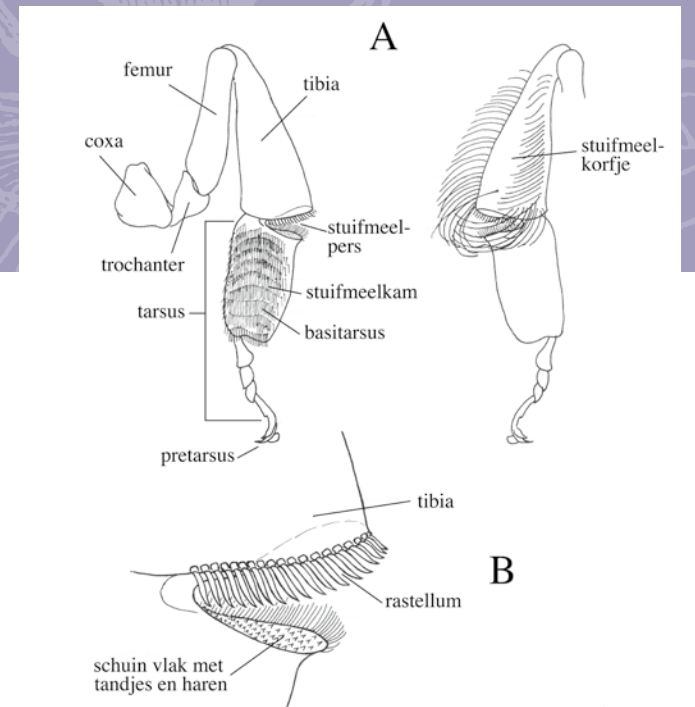 A
femur
tibia
coxa
stuifmeel-
korfje
trochanter
stuifmeel-
pers
stuifmeelkam
tarsus
basitarsus
pretarsus
tibia
B
rastellum
schuin vlak met
tandjes en haren